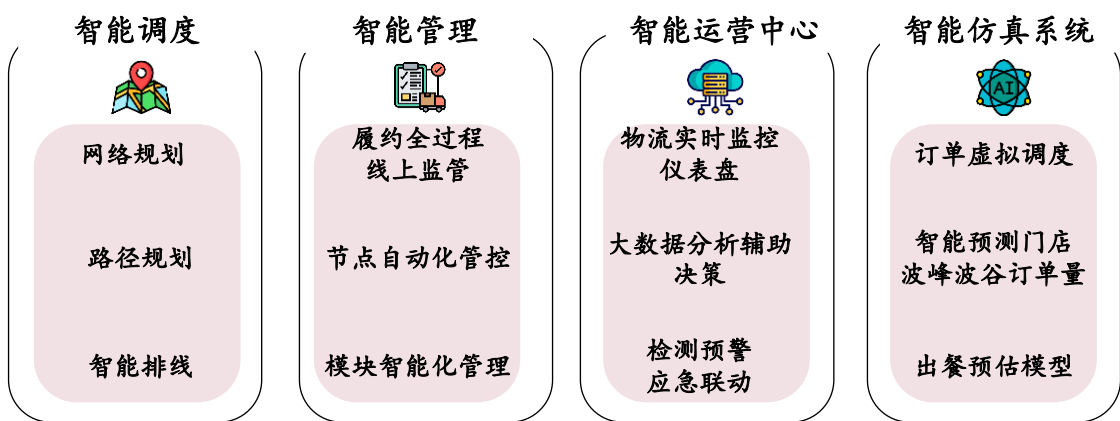 智能调度
网络规划
路径规划
智能排线
智能管理
履约全过程
线上监管
节点自动化管控
模块智能化管理
智能运营中心
物流实时监控
仪表盘
大数据分析辅助
决策
检测预警
应急联动
智能仿真系统
AI
订单虚拟调度
智能预测门店
波峰波谷订单量
出餐预估模型